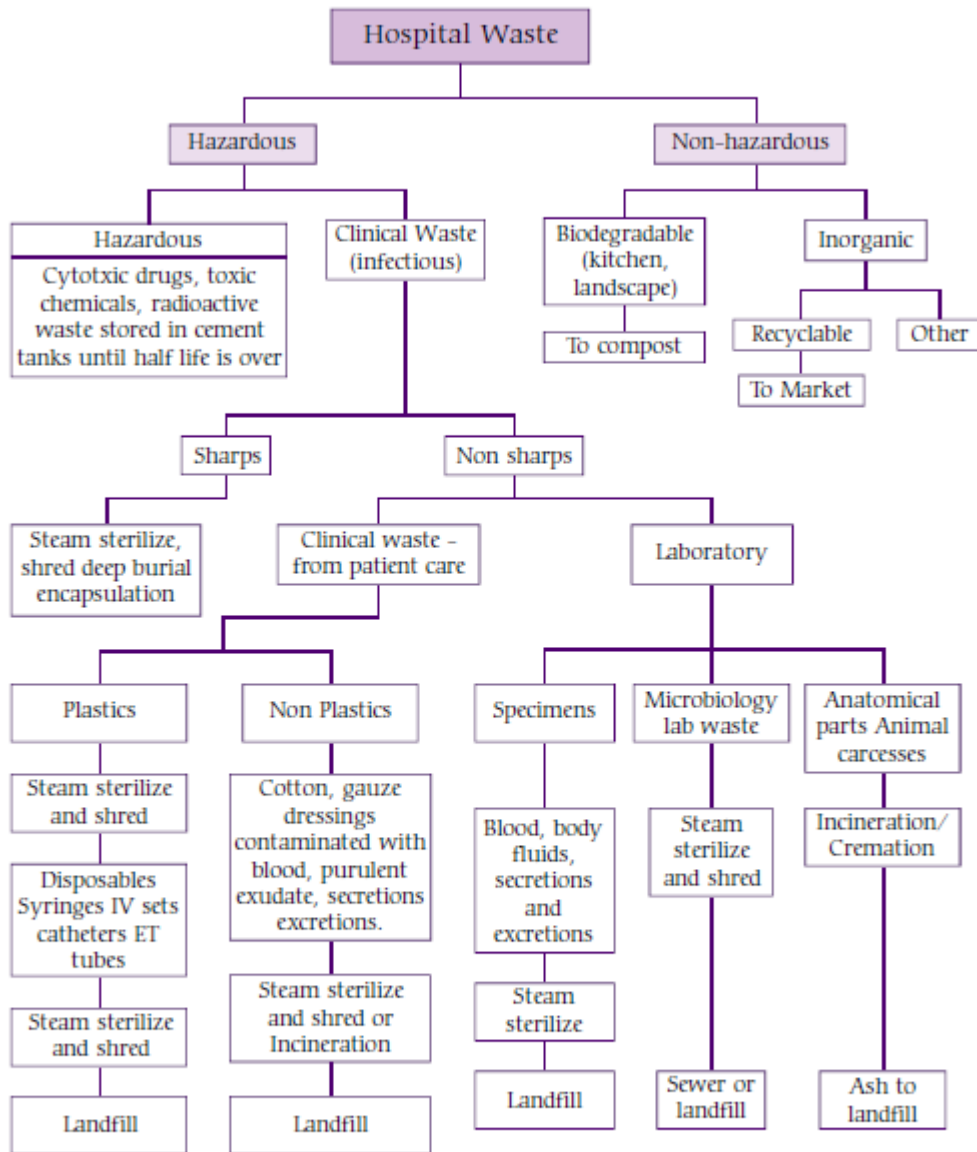 Hospital Waste
Hazardous
Non-hazardous
Hazardous
Cytotxic drugs, toxic
chemicals, radioactive
waste stored in cement
tanks until half life is over
Clinical Waste
(infectious)
Biodegradable
(kitchen,
landscape)
To compost
Inorganic
Recyclable
Other
To Market
Sharps
Non sharps
Steam sterilize,
shred deep burial
encapsulation
Clinical waste -
from patient care
Laboratory
Plastics
Non Plastics
Specimens
Microbiology
lab waste
Anatomical
parts Animal
carcesses
Steam sterilize
and shred
Cotton, gauze
dressings
contaminated with
blood, purulent
exudate, secretions
excretions.
Blood, body
fluids,
secretions
and
excretions
Steam
sterilize
and shred
Incineration/
Cremation
Disposables
Syringes IV sets
catheters ET
tubes
Steam sterilize
and shred
Steam sterilize
and shred or
Incineration
Steam
sterilize
Landfill
Landfill
Landfill
Sewer or
landfill
Ash to
landfill